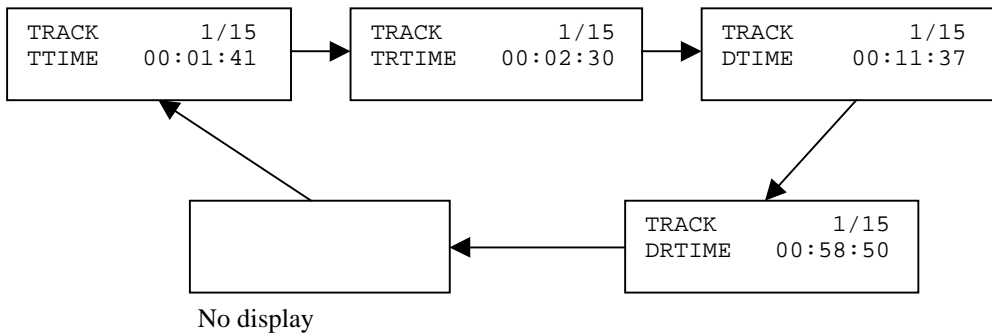 TRACK 1/15
TTIME 00:01:41
TRACK 1/15
TRTIME 00:02:30
TRACK 1/15
DTIME 00:11:37
TRACK 1/15
DRTIME 00:58:50
No display